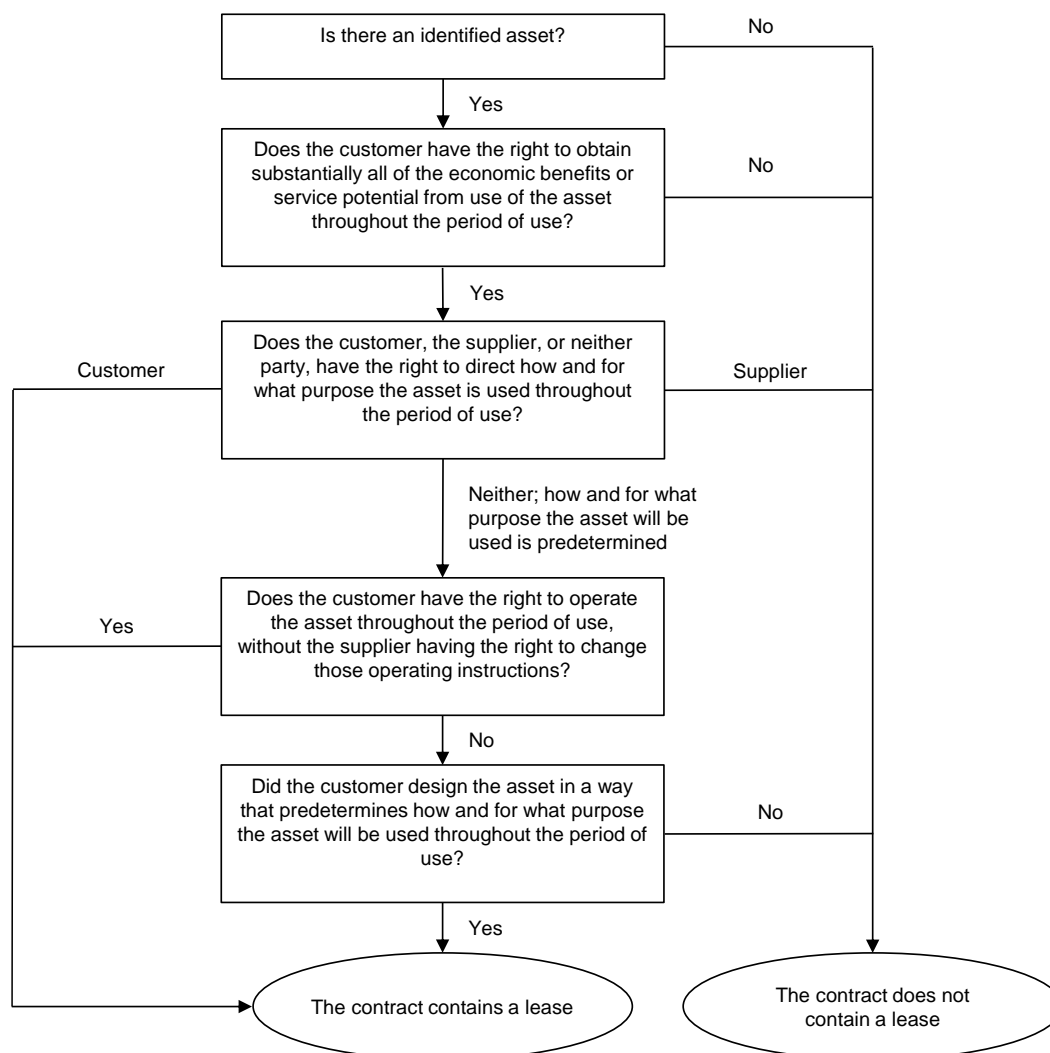 Is there an identified asset?
No
Yes
Does the customer have the right to obtain
substantially all of the economic benefits or
service potential from use of the asset
throughout the period of use?
No
Yes
Does the customer, the supplier, or neither
party, have the right to direct how and for
what purpose the asset is used throughout
the period of use?
Customer
Supplier
Neither; how and for what
purpose the asset will be
used is predetermined
Does the customer have the right to operate
the asset throughout the period of use,
without the supplier having the right to change
those operating instructions?
Yes
No
Did the customer design the asset in a way
that predetermines how and for what purpose
the asset will be used throughout the period of
use?
No
Yes
The contract contains a lease
The contract does not
contain a lease